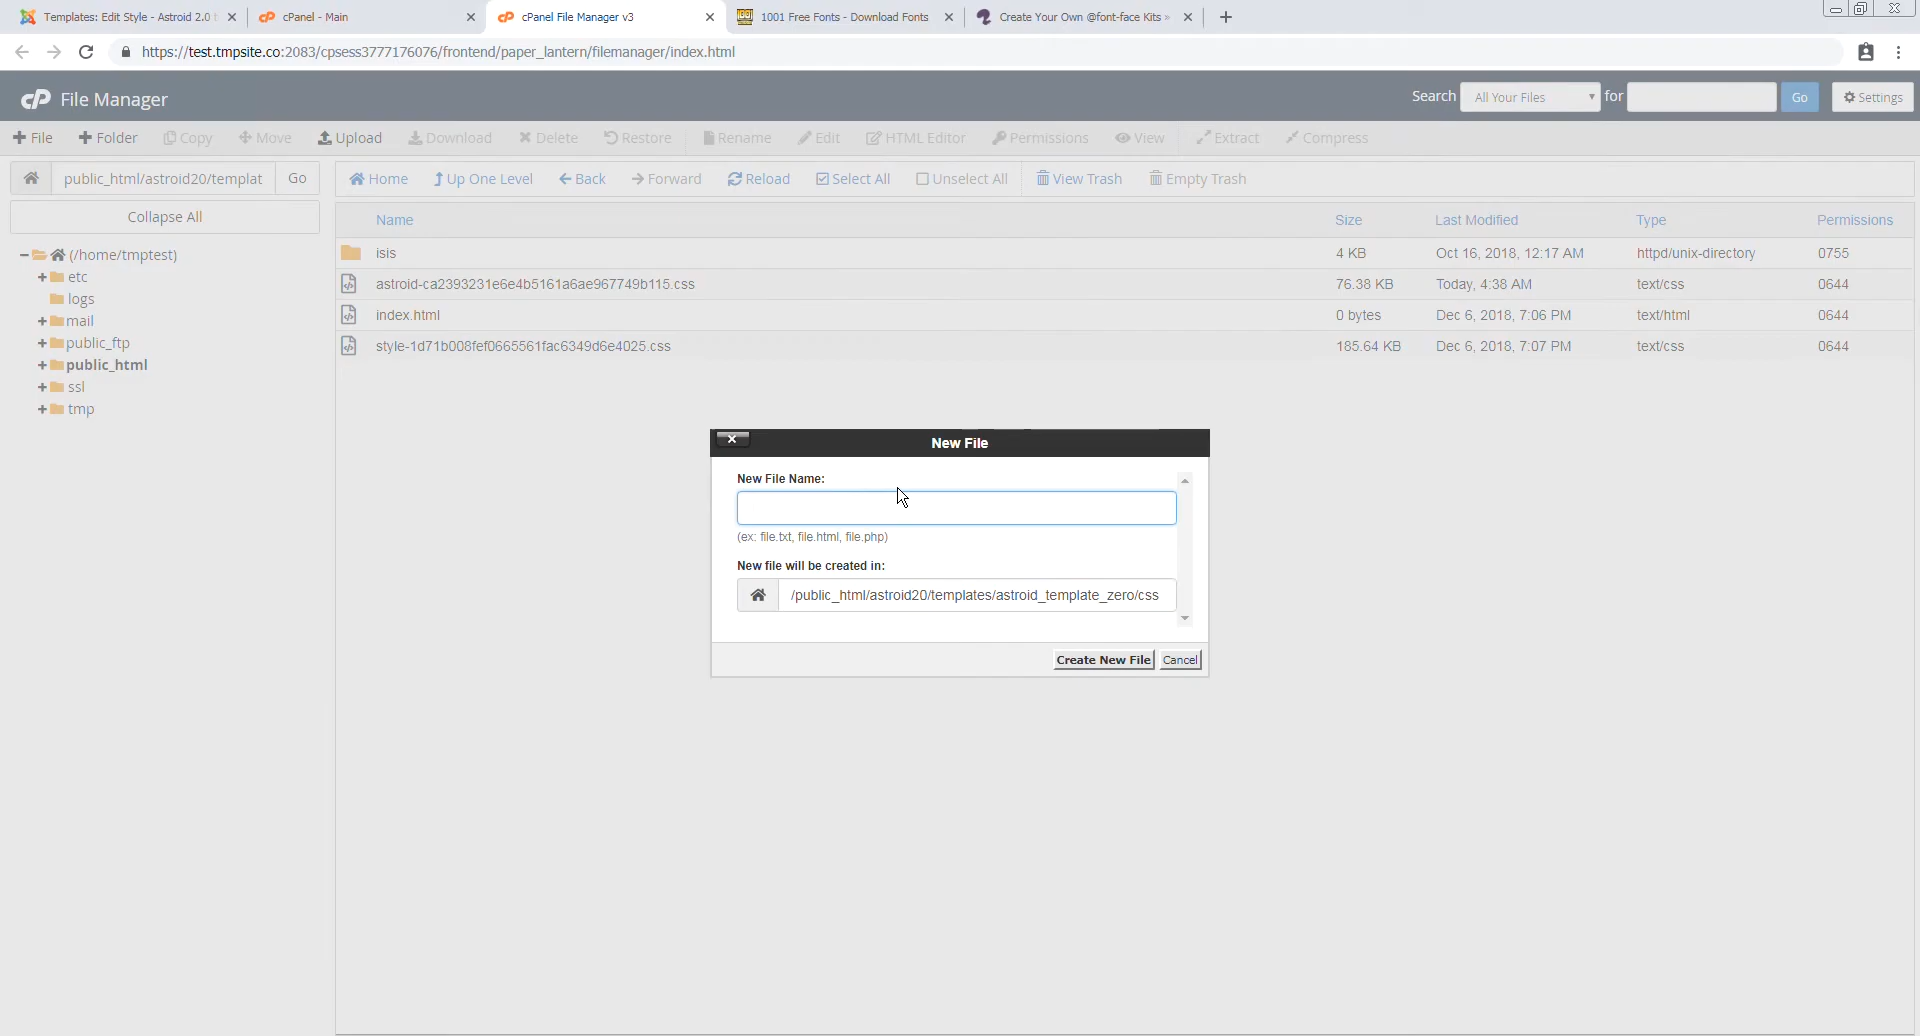 Templates: Edit Style - Astroid 2.0
cPanel - Main
cPanel File Manager v3
1001 Free Fonts - Download Fonts
Create Your Own @font-face Kits »
https://test.tmpsite.co:2083/cpsess3777176076/frontend/paper_lantern/filemanager/index.html
cP File Manager
Search All Your Files for Go Settings
File Folder Copy Move Upload Download Delete Restore Rename Edit HTML Editor Permissions View Extract Compress
public_html/astroid20/templat Go
Home Up One Level Back Forward Reload Select All Unselect All View Trash Empty Trash
Collapse All
Name Size Last Modified Type Permissions
(/home/tmptest)
etc
logs
mail
public_ftp
public_html
ssl
tmp
isis 4 KB Oct 16, 2018, 12:17 AM httpd/unix-directory 0755
astroid-ca2393231e6e4b5161a6ae967749b115.css 76.38 KB Today, 4:38 AM text/css 0644
index.html 0 bytes Dec 6, 2018, 7:06 PM text/html 0644
style-1d71b008fef0665561fac6349d6e4025.css 185.64 KB Dec 6, 2018, 7:07 PM text/css 0644
New File
New File Name:
(ex: file.txt, file.html, file.php)
New file will be created in:
/public_html/astroid20/templates/astroid_template_zero/css
Create New File Cancel